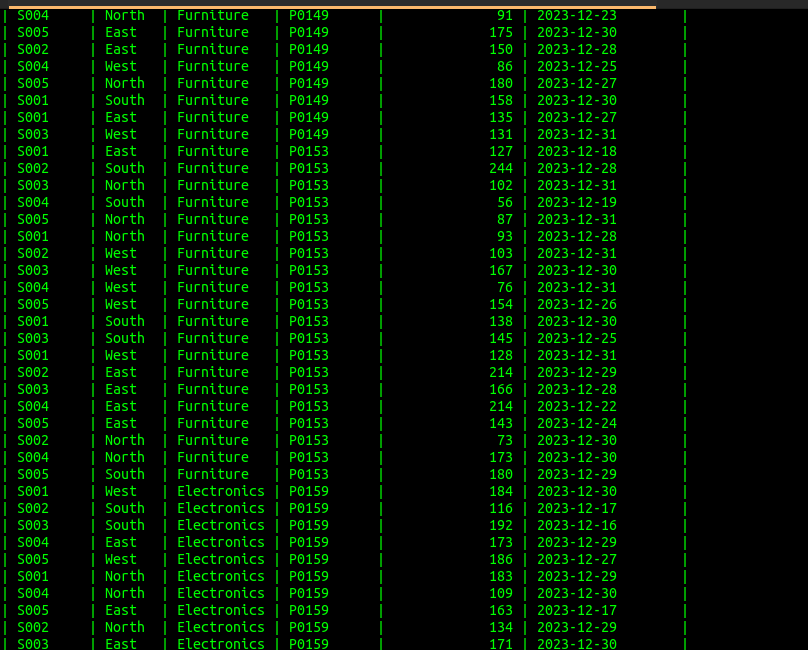 | S004 | North | Furniture | P0149 | 91 | 2023-12-23 |
| S005 | East | Furniture | P0149 | 175 | 2023-12-30 |
| S002 | East | Furniture | P0149 | 150 | 2023-12-28 |
| S004 | West | Furniture | P0149 | 86 | 2023-12-25 |
| S005 | North | Furniture | P0149 | 180 | 2023-12-27 |
| S001 | South | Furniture | P0149 | 158 | 2023-12-30 |
| S001 | East | Furniture | P0149 | 135 | 2023-12-27 |
| S003 | West | Furniture | P0149 | 131 | 2023-12-31 |
| S001 | East | Furniture | P0153 | 127 | 2023-12-18 |
| S002 | South | Furniture | P0153 | 244 | 2023-12-28 |
| S003 | North | Furniture | P0153 | 102 | 2023-12-31 |
| S004 | South | Furniture | P0153 | 56 | 2023-12-19 |
| S005 | North | Furniture | P0153 | 87 | 2023-12-31 |
| S001 | North | Furniture | P0153 | 93 | 2023-12-28 |
| S002 | West | Furniture | P0153 | 103 | 2023-12-31 |
| S003 | West | Furniture | P0153 | 167 | 2023-12-30 |
| S004 | West | Furniture | P0153 | 76 | 2023-12-31 |
| S005 | West | Furniture | P0153 | 154 | 2023-12-26 |
| S001 | South | Furniture | P0153 | 138 | 2023-12-30 |
| S003 | South | Furniture | P0153 | 145 | 2023-12-25 |
| S001 | West | Furniture | P0153 | 128 | 2023-12-31 |
| S002 | East | Furniture | P0153 | 214 | 2023-12-29 |
| S003 | East | Furniture | P0153 | 166 | 2023-12-28 |
| S004 | East | Furniture | P0153 | 214 | 2023-12-22 |
| S005 | East | Furniture | P0153 | 143 | 2023-12-24 |
| S002 | North | Furniture | P0153 | 73 | 2023-12-30 |
| S004 | North | Furniture | P0153 | 173 | 2023-12-30 |
| S005 | South | Furniture | P0153 | 180 | 2023-12-29 |
| S001 | West | Electronics | P0159 | 184 | 2023-12-30 |
| S002 | South | Electronics | P0159 | 116 | 2023-12-17 |
| S003 | South | Electronics | P0159 | 192 | 2023-12-16 |
| S004 | East | Electronics | P0159 | 173 | 2023-12-29 |
| S005 | West | Electronics | P0159 | 186 | 2023-12-27 |
| S001 | North | Electronics | P0159 | 183 | 2023-12-29 |
| S004 | North | Electronics | P0159 | 109 | 2023-12-30 |
| S005 | East | Electronics | P0159 | 163 | 2023-12-17 |
| S002 | North | Electronics | P0159 | 134 | 2023-12-29 |
| S003 | East | Electronics | P0159 | 171 | 2023-12-30 |